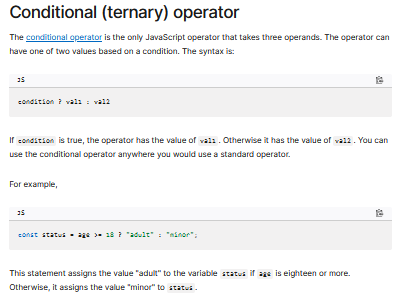 Conditional (ternary) operator
The conditional operator is the only JavaScript operator that takes three operands. The operator can
have one of two values based on a condition. The syntax is:
JS
condition ? val1 : val2
If condition is true, the operator has the value of val1. Otherwise it has the value of val2. You can
use the conditional operator anywhere you would use a standard operator.
For example,
JS
const status = age >= 18 ? "adult" : "minor";
This statement assigns the value "adult" to the variable status if age is eighteen or more.
Otherwise, it assigns the value "minor" to status.